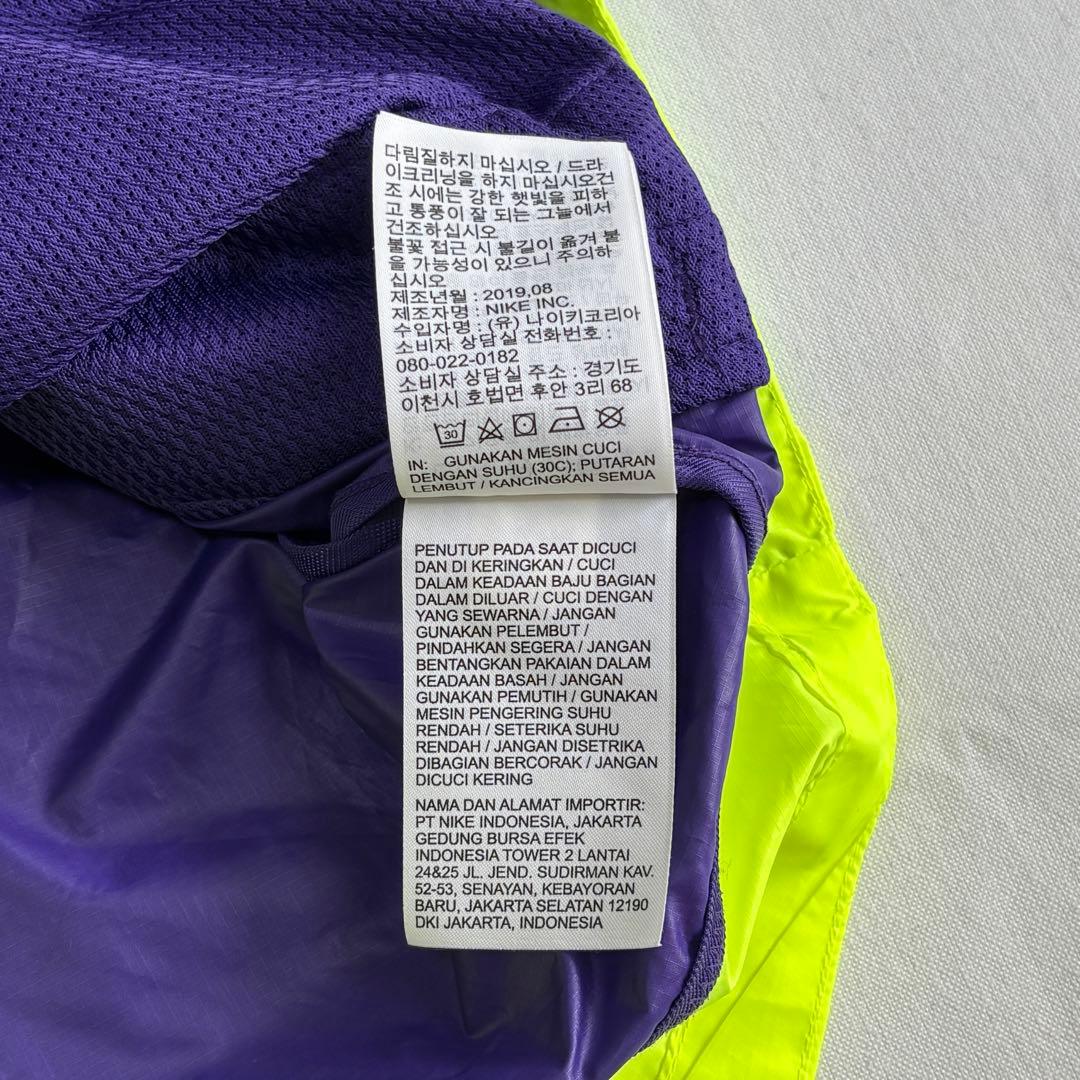 다림질하지 마십시오 / 드라
이크리닝을 하지 마십시오건
조 시에는 강한 햇빛을 피하
고 통풍이 잘 되는 그늘에서
건조하십시오
불꽃 접근 시 불길이 옮겨 붙
을 가능성이 있으니 주의하
십시오
제조년월 : 2019,08
제조자명 : NIKE INC.
수입자명 : (유) 나이키코리아
소비자 상담실 전화번호 :
080-022-0182
소비자 상담실 주소 : 경기도
이천시 호법면 후안 3리 68
30
IN: GUNAKAN MESIN CUCI
DENGAN SUHU (30C); PUTARAN
LEMBUT / KANCINGKAN SEMUA
PENUTUP PADA SAAT DICUCI
DAN DI KERINGKAN / CUCI
DALAM KEADAAN BAJU BAGIAN
DALAM DILUAR / CUCI DENGAN
YANG SEWARNA / JANGAN
GUNAKAN PELEMBUT /
PINDAHKAN SEGERA / JANGAN
BENTANGKAN PAKAIAN DALAM
KEADAAN BASAH / JANGAN
GUNAKAN PEMUTIH / GUNAKAN
MESIN PENGERING SUHU
RENDAH / SETERIKA SUHU
RENDAH / JANGAN DISETRIKA
DIBAGIAN BERCORAK / JANGAN
DICUCI KERING
NAMA DAN ALAMAT IMPORTIR:
PT NIKE INDONESIA, JAKARTA
GEDUNG BURSA EFEK
INDONESIA TOWER 2 LANTAI
24&25 JL. JEND. SUDIRMAN KAV.
52-53, SENAYAN, KEBAYORAN
BARU, JAKARTA SELATAN 12190
DKI JAKARTA, INDONESIA